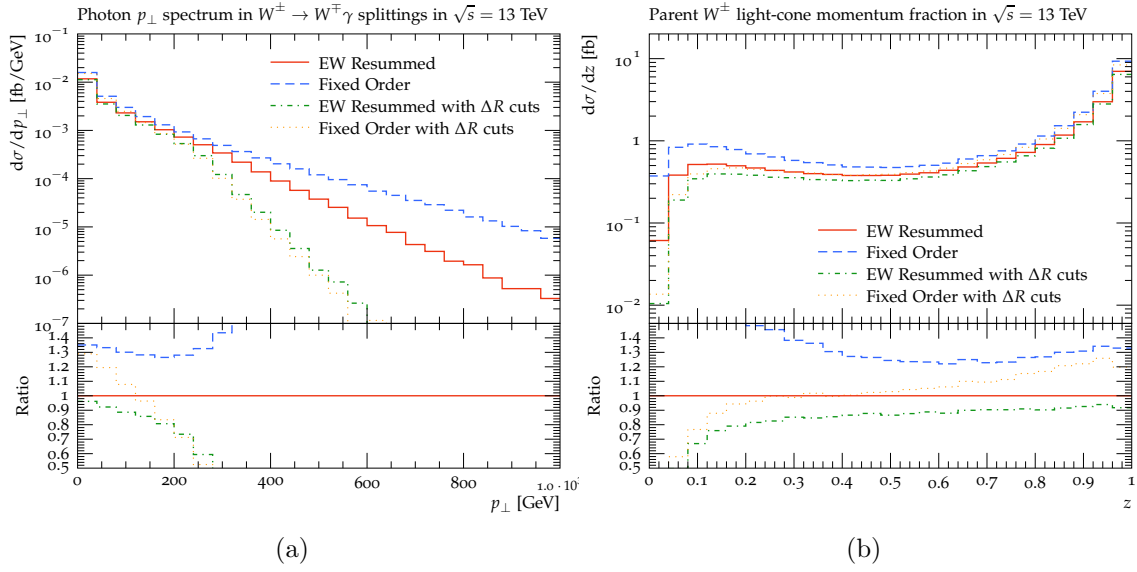 Photon p⊥ spectrum in W± → W∓γ splittings in √s = 13 TeV
dσ/dp⊥ [fb/GeV]
10−1
10−2
10−3
10−4
10−5
10−6
10−7
EW Resummed
Fixed Order
EW Resummed with ΔR cuts
Fixed Order with ΔR cuts
Ratio
1.4
1.3
1.2
1.1
1
0.9
0.8
0.7
0.6
0.5
0 200 400 600 800 1.0 · 10
p⊥ [GeV]
(a)
Parent W± light-cone momentum fraction in √s = 13 TeV
dσ/dz [fb]
10 1
1
10−1
10−2
EW Resummed
Fixed Order
EW Resummed with ΔR cuts
Fixed Order with ΔR cuts
Ratio
1.4
1.3
1.2
1.1
1
0.9
0.8
0.7
0.6
0.5
0 0.1 0.2 0.3 0.4 0.5 0.6 0.7 0.8 0.9 1
z
(b)